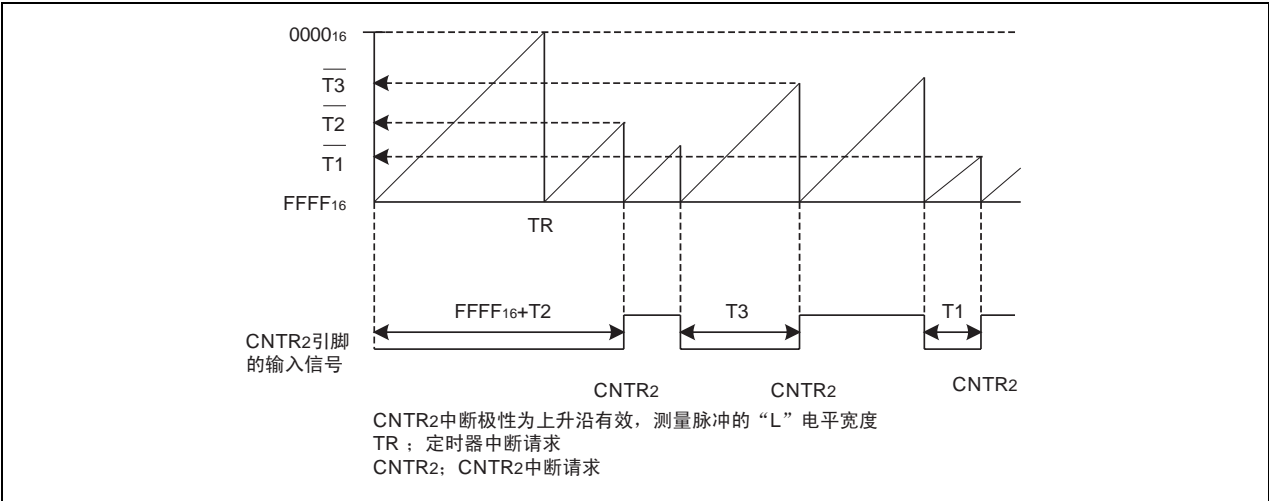 0000₁₆
T3
T2
T1
FFFF₁₆
TR
FFFF₁₆+T2
T3
T1
CNTR2引脚
的输入信号
CNTR2
CNTR2
CNTR2
CNTR2中断极性为上升沿有效，测量脉冲的“L”电平宽度
TR ；定时器中断请求
CNTR2；CNTR2中断请求